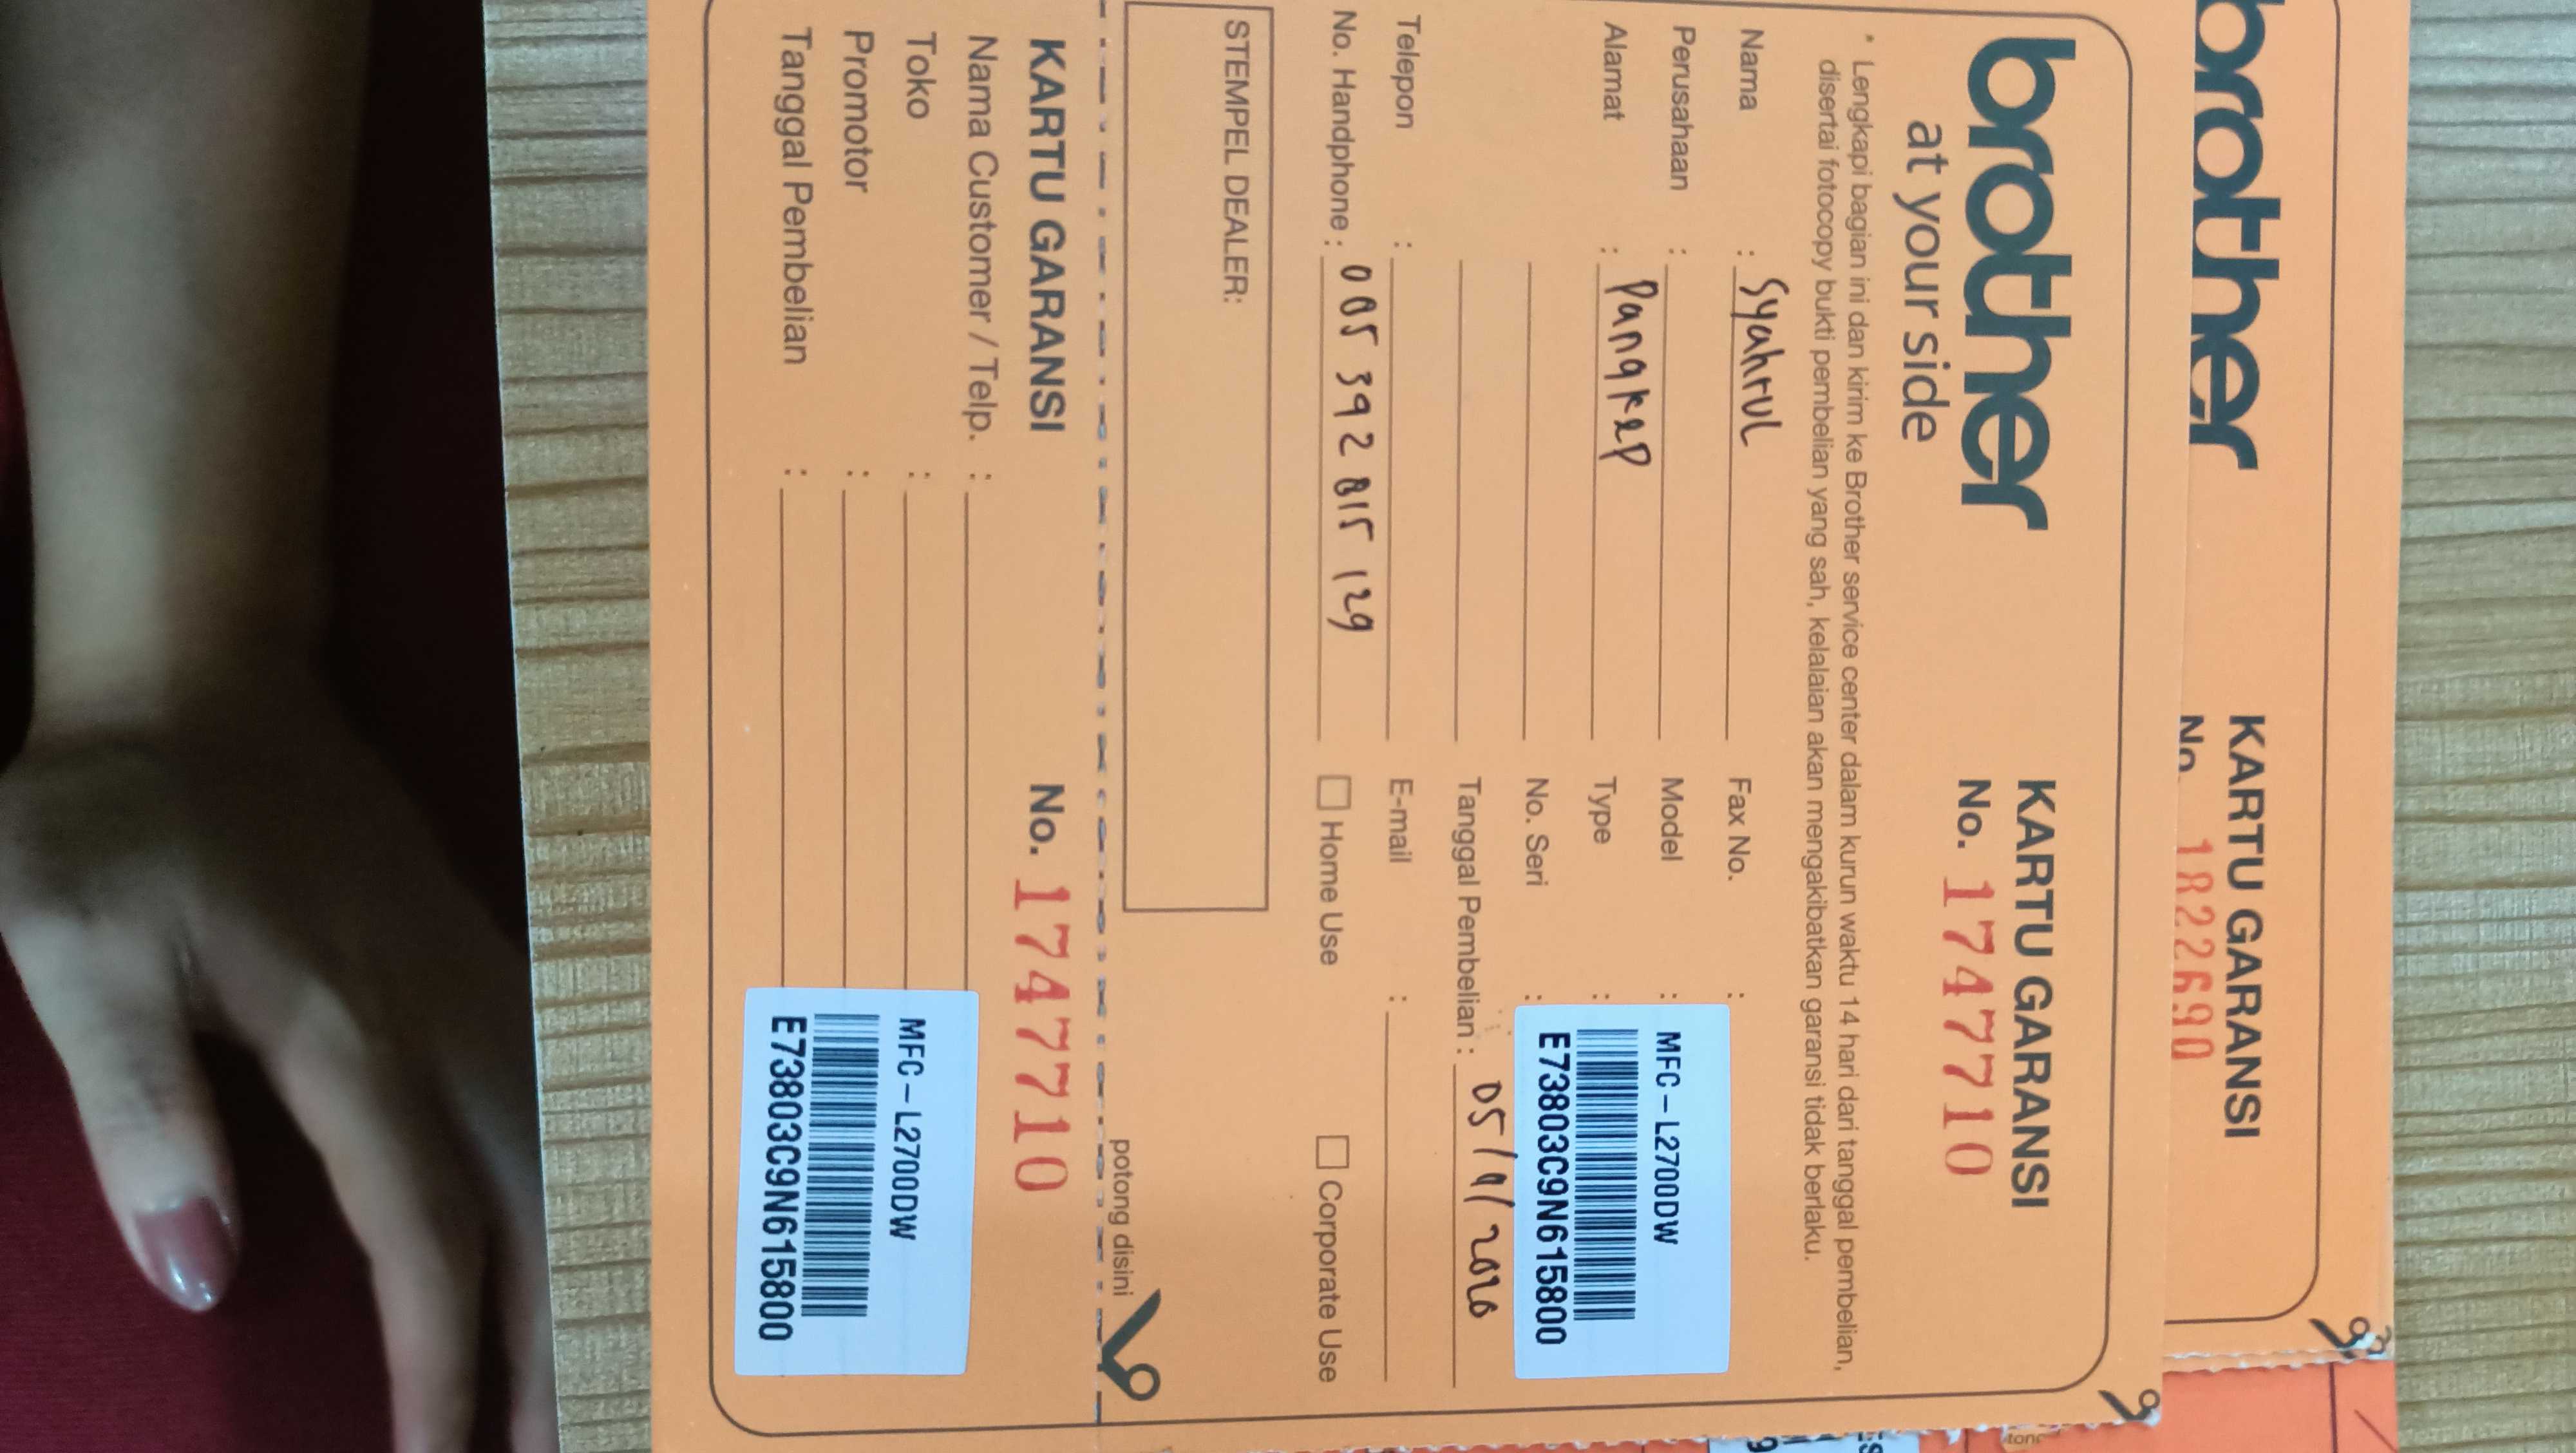 brother
KARTU GARANSI
No. 1822690
brother
at your side
KARTU GARANSI
No. 1747710
* Lengkapi bagian ini dan kirim ke Brother service center dalam kurun waktu 14 hari dari tanggal pembelian,
disertai fotocopy bukti pembelian yang sah, kelalaian akan mengakibatkan garansi tidak berlaku.
Nama : Syahrul
Perusahaan :
Alamat : Pangkep
Telepon :
No. Handphone : 085 392 815 129
Fax No. :
Model :
Type :
No. Seri :
MFC-L2700DW
E73803C9N615800
Tanggal Pembelian : 05/9/2020
E-mail :
Home Use
Corporate Use
STEMPEL DEALER:
potong disini
KARTU GARANSI
No. 1747710
Nama Customer / Telp. :
Toko :
Promotor :
Tanggal Pembelian :
MFC-L2700DW
E73803C9N615800